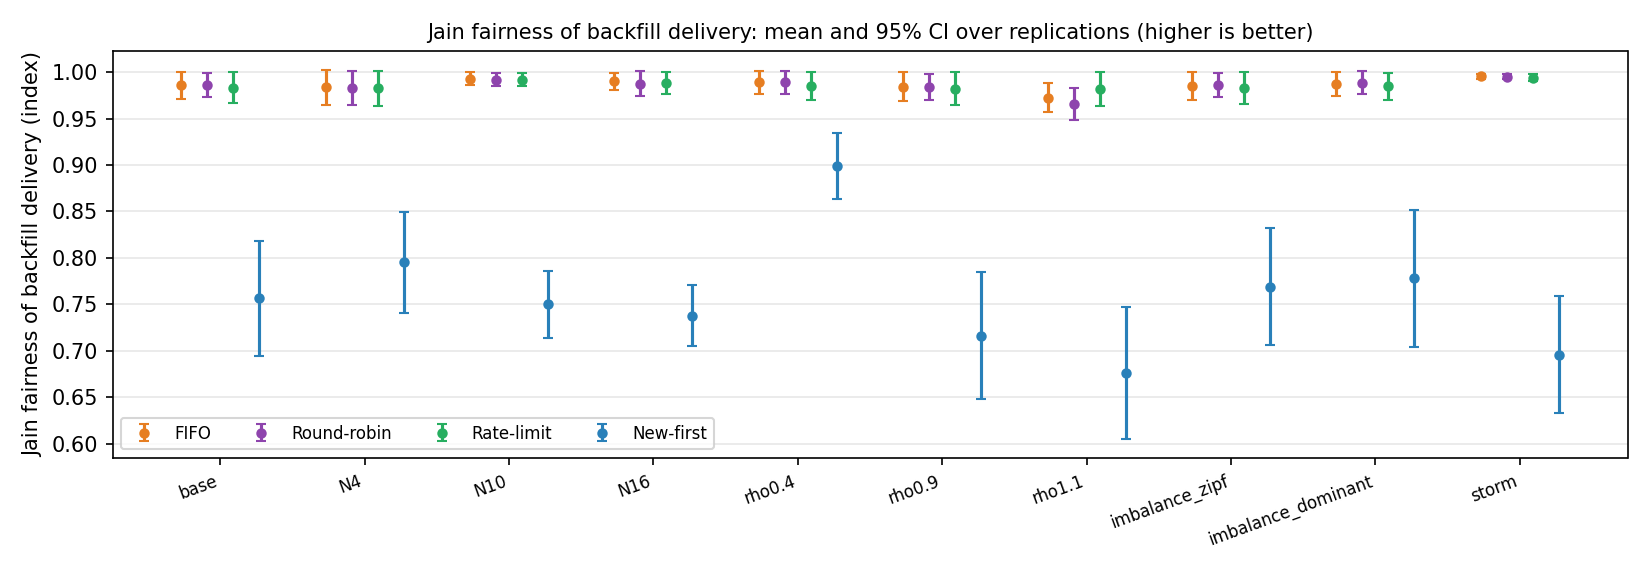 Jain fairness of backfill delivery: mean and 95% CI over replications (higher is better)
Jain fairness of backfill delivery (index)
1.00
0.95
0.90
0.85
0.80
0.75
0.70
0.65
0.60
FIFO Round-robin Rate-limit New-first
base N4 N10 N16 rho0.4 rho0.9 rho1.1 imbalance_zipf imbalance_dominant storm